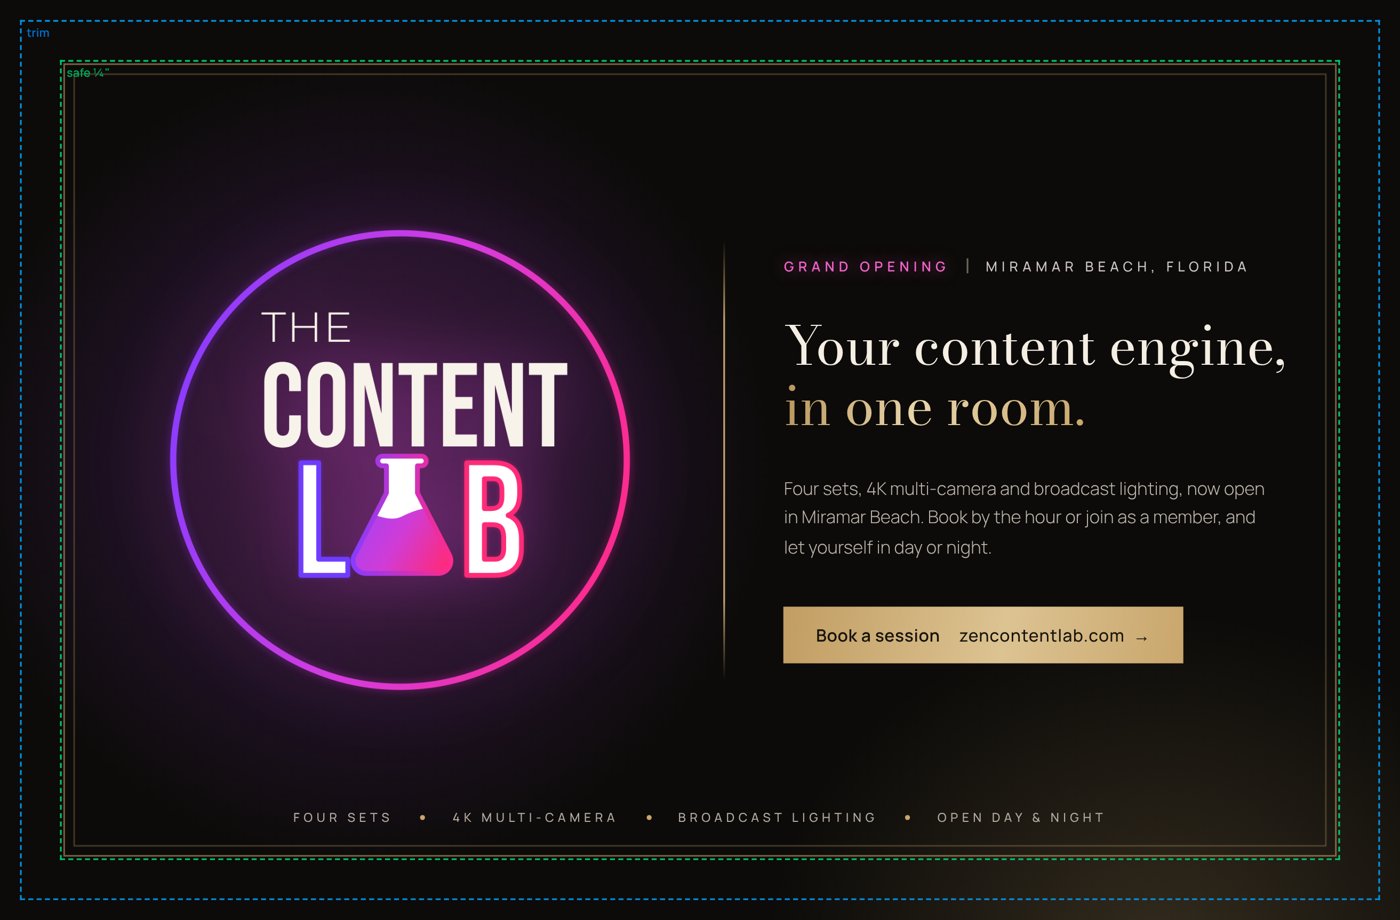 trim
safe ¼"
THE
CONTENT
LAB
GRAND OPENING | MIRAMAR BEACH, FLORIDA
Your content engine,
in one room.
Four sets, 4K multi-camera and broadcast lighting, now open
in Miramar Beach. Book by the hour or join as a member, and
let yourself in day or night.
Book a session zencontentlab.com →
FOUR SETS • 4K MULTI-CAMERA • BROADCAST LIGHTING • OPEN DAY & NIGHT